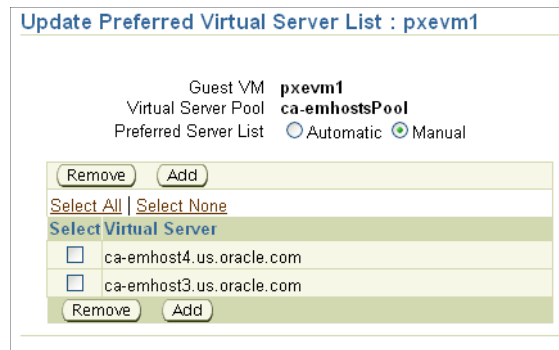 Update Preferred Virtual Server List : pxevm1
Guest VM pxevm1
Virtual Server Pool ca-emhostsPool
Preferred Server List Automatic Manual
Remove Add
Select All | Select None
Select Virtual Server
ca-emhost4.us.oracle.com
ca-emhost3.us.oracle.com
Remove Add